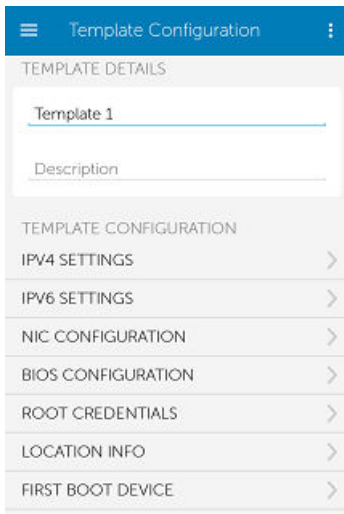 Template Configuration
TEMPLATE DETAILS
Template 1
Description
TEMPLATE CONFIGURATION
IPV4 SETTINGS
IPV6 SETTINGS
NIC CONFIGURATION
BIOS CONFIGURATION
ROOT CREDENTIALS
LOCATION INFO
FIRST BOOT DEVICE